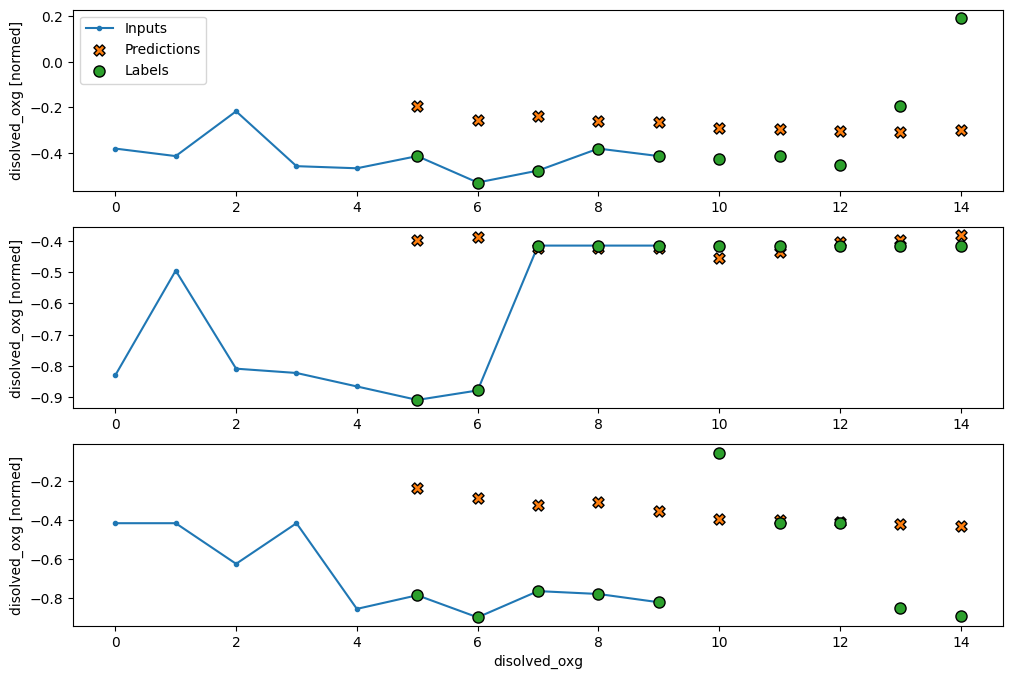 disolved_oxg [normed]
0.2
0.0
−0.2
−0.4
Inputs
Predictions
Labels
0 2 4 6 8 10 12 14
disolved_oxg [normed]
−0.4
−0.5
−0.6
−0.7
−0.8
−0.9
0 2 4 6 8 10 12 14
disolved_oxg [normed]
−0.2
−0.4
−0.6
−0.8
0 2 4 6 8 10 12 14
disolved_oxg